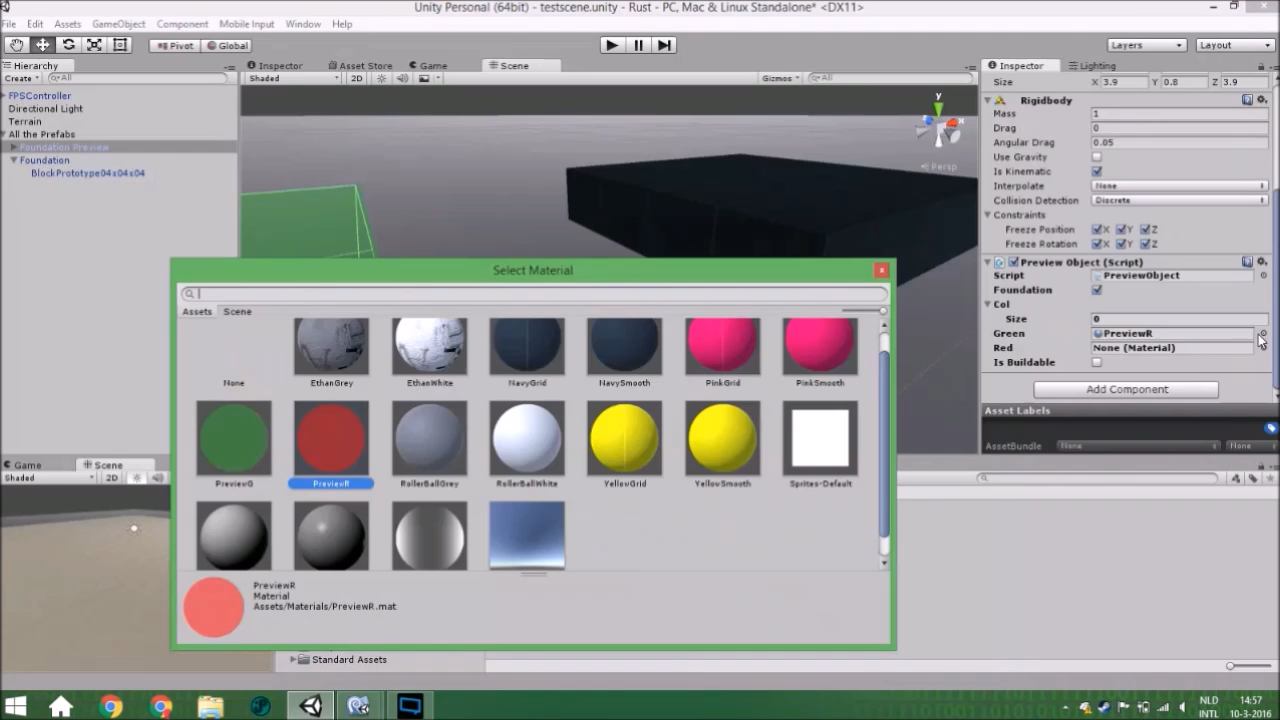 Unity Personal (64bit) - testscene.unity - Rust - PC, Mac & Linux Standalone* <DX11>
File Edit Assets GameObject Component Mobile Input Window Help
Pivot Global Layers Layout
Hierarchy Inspector Asset Store Game Scene Inspector Lighting
Create All Shaded 2D Gizmos All Size X 3.9 Y 0.8 Z 3.9
FPSController
Directional Light
Terrain
All the Prefabs
Foundation Preview
Foundation
BlockPrototype04x04x04
y
x
Persp
Rigidbody
Mass 1
Drag 0
Angular Drag 0.05
Use Gravity
Is Kinematic
Interpolate None
Collision Detection Discrete
Constraints
Freeze Position X Y Z
Freeze Rotation X Y Z
Preview Object (Script)
Script PreviewObject
Foundation
Col
Size 0
Green PreviewR
Red None (Material)
Is Buildable
Add Component
Asset Labels
AssetBundle None None
Select Material
Assets Scene
None EthanGrey EthanWhite NavyGrid NavySmooth PinkGrid PinkSmooth
PreviewG PreviewR RollerBallGrey RollerBallWhite YellowGrid YellowSmooth Sprites-Default
PreviewR
Material
Assets/Materials/PreviewR.mat
Game Scene
Shaded 2D
Standard Assets
NLD 14:57
INTL 10-3-2016